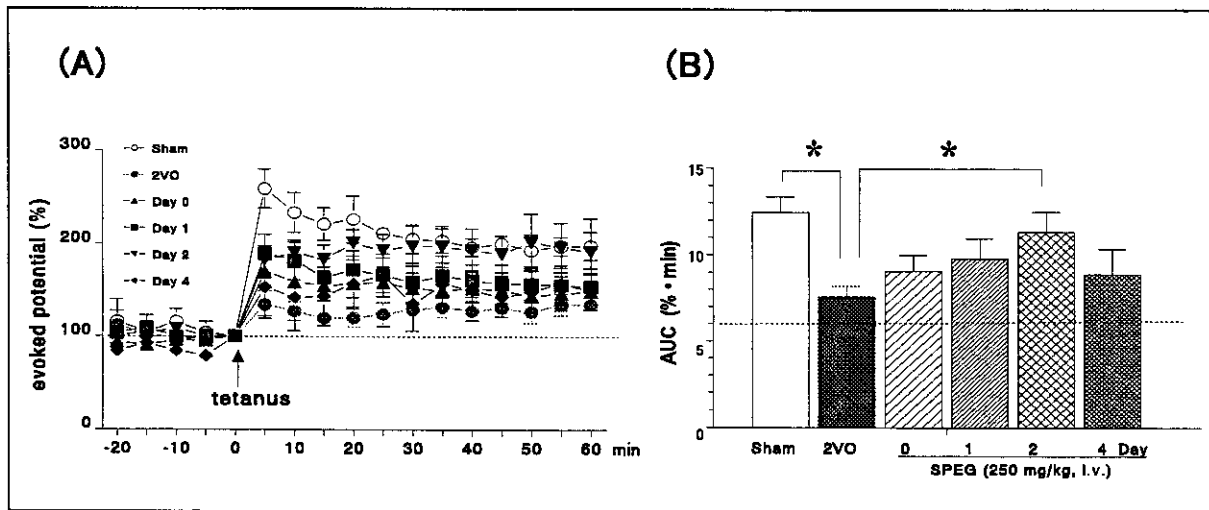 (A)
300
200
100
0
evoked potential (%)
Sham
2VO
Day 0
Day 1
Day 2
Day 4
tetanus
-20 -10 0 10 20 30 40 50 60 min
(B)
* *
15
10
5
0
AUC (% • min)
Sham 2VO 0 1 2 4 Day
SPEG (250 mg/kg, i.v.)